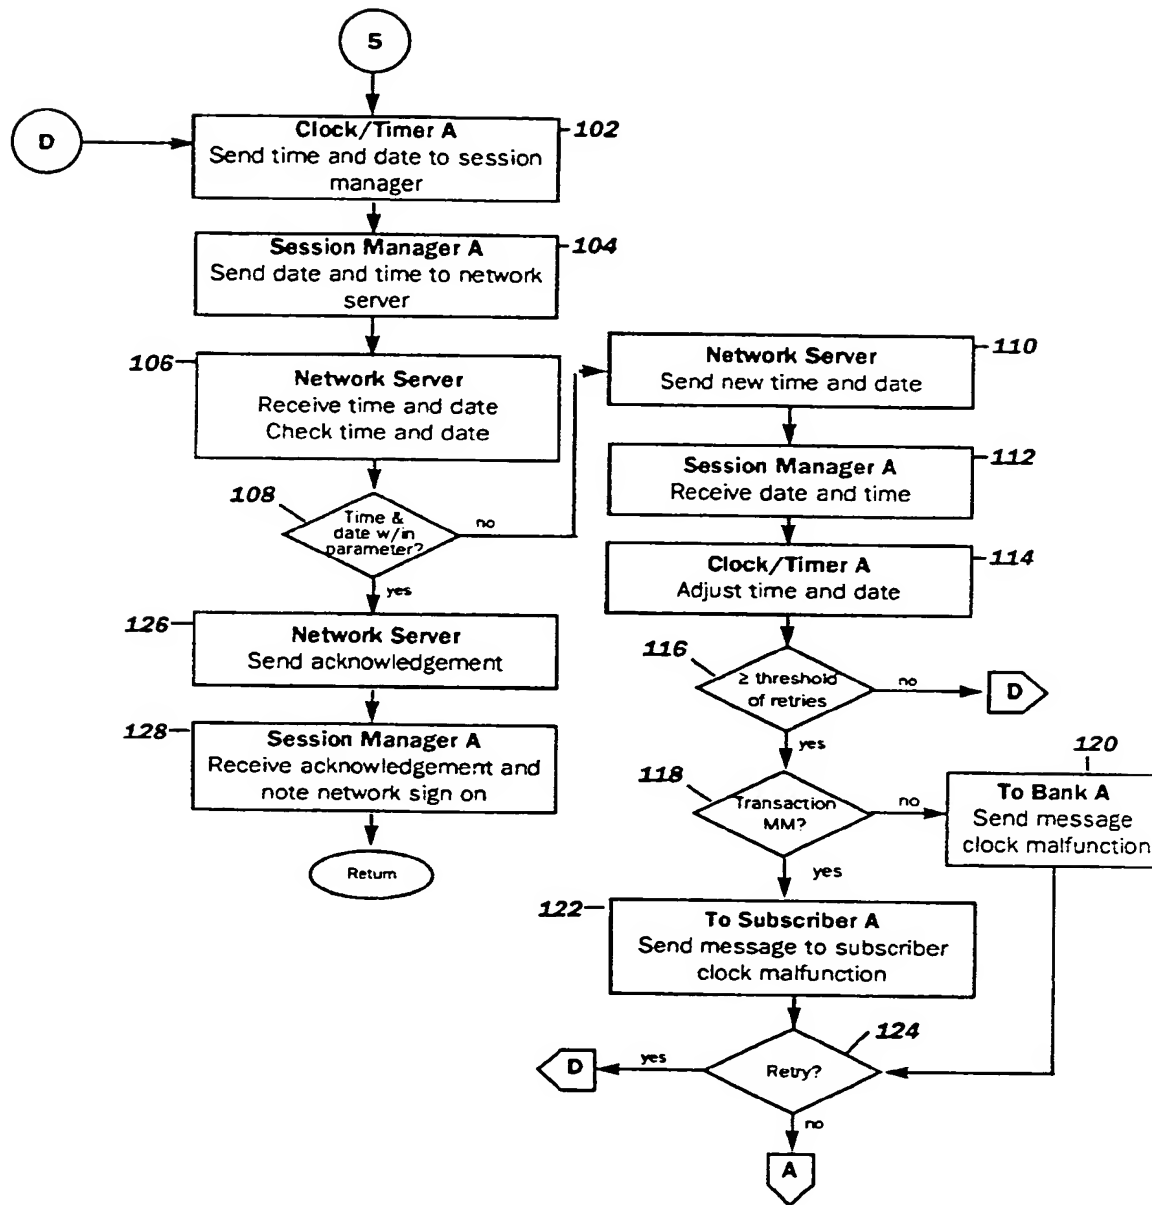 5
D
Clock/Timer A
Send time and date to session
manager
102
Session Manager A
Send date and time to network
server
104
106
Network Server
Receive time and date
Check time and date
108
Time &
date w/in
parameter?
no
yes
126
Network Server
Send acknowledgement
128
Session Manager A
Receive acknowledgement and
note network sign on
Return
Network Server
Send new time and date
110
Session Manager A
Receive date and time
112
Clock/Timer A
Adjust time and date
114
116
≥ threshold
of retries
no
D
yes
118
Transaction
MM?
no
120
To Bank A
Send message
clock malfunction
yes
122
To Subscriber A
Send message to subscriber
clock malfunction
124
Retry?
yes
D
no
A